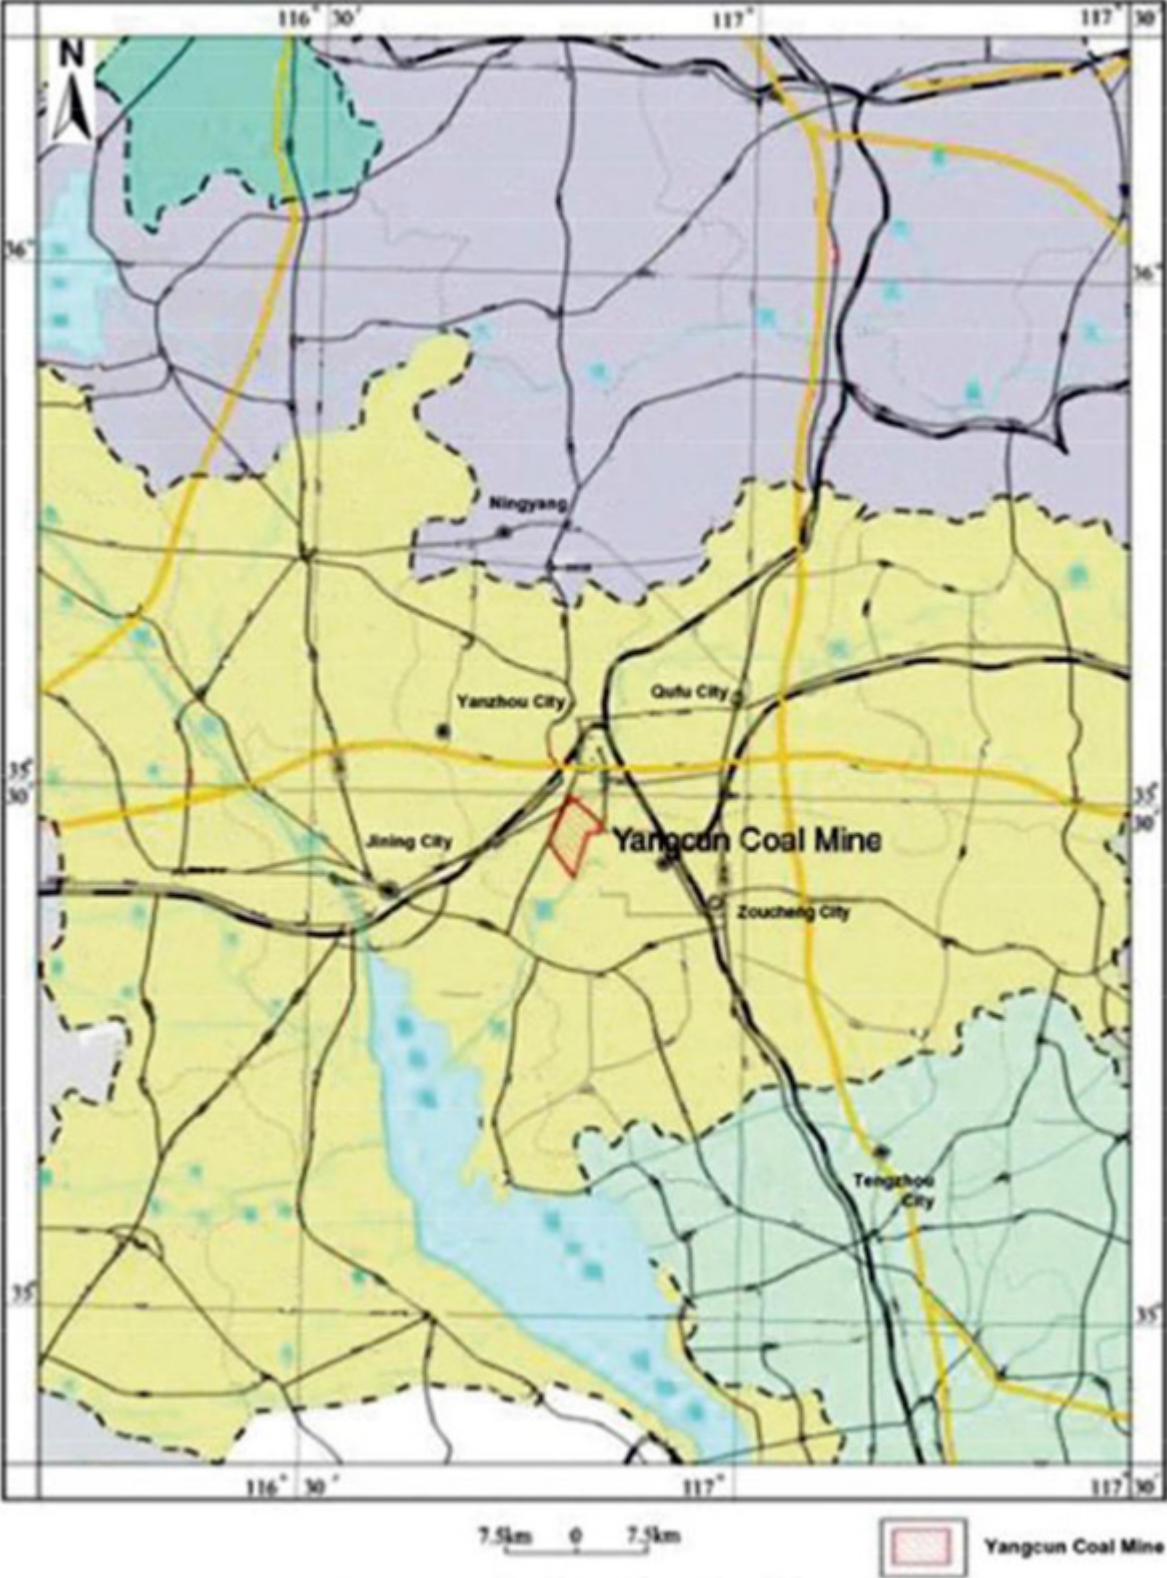 116° 30′
117°
117° 30′
N
36°
36°
Ningyang
Yanzhou City
Qufu City
35°
30′
35°
30′
Jining City
Yangcun Coal Mine
Zoucheng City
Tengzhou
City
35°
35°
116° 30′
117°
117° 30′
7.5km 0 7.5km
Yangcun Coal Mine